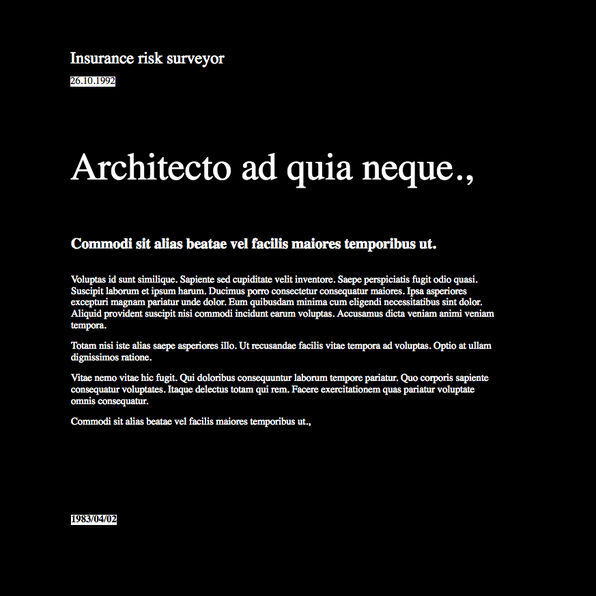 Insurance risk surveyor
26.10.1992
Architecto ad quia neque.,
Commodi sit alias beatae vel facilis maiores temporibus ut.
Voluptas id sunt similique. Sapiente sed cupiditate velit inventore. Saepe perspiciatis fugit odio quasi.
Suscipit laborum et ipsum harum. Ducimus porro consectetur consequatur maiores. Ipsa asperiores
excepturi magnam pariatur unde dolor. Eum quibusdam minima cum eligendi necessitatibus sint dolor.
Aliquid provident suscipit nisi commodi incidunt earum voluptas. Accusamus dicta veniam animi veniam
tempora.
Totam nisi iste alias saepe asperiores illo. Ut recusandae facilis vitae tempora ad voluptas. Optio at ullam
dignissimos ratione.
Vitae nemo vitae hic fugit. Qui doloribus consequuntur laborum tempore pariatur. Quo corporis sapiente
consequatur voluptates. Itaque delectus totam qui rem. Facere exercitationem quas pariatur voluptate
omnis consequatur.
Commodi sit alias beatae vel facilis maiores temporibus ut.,
1983/04/02